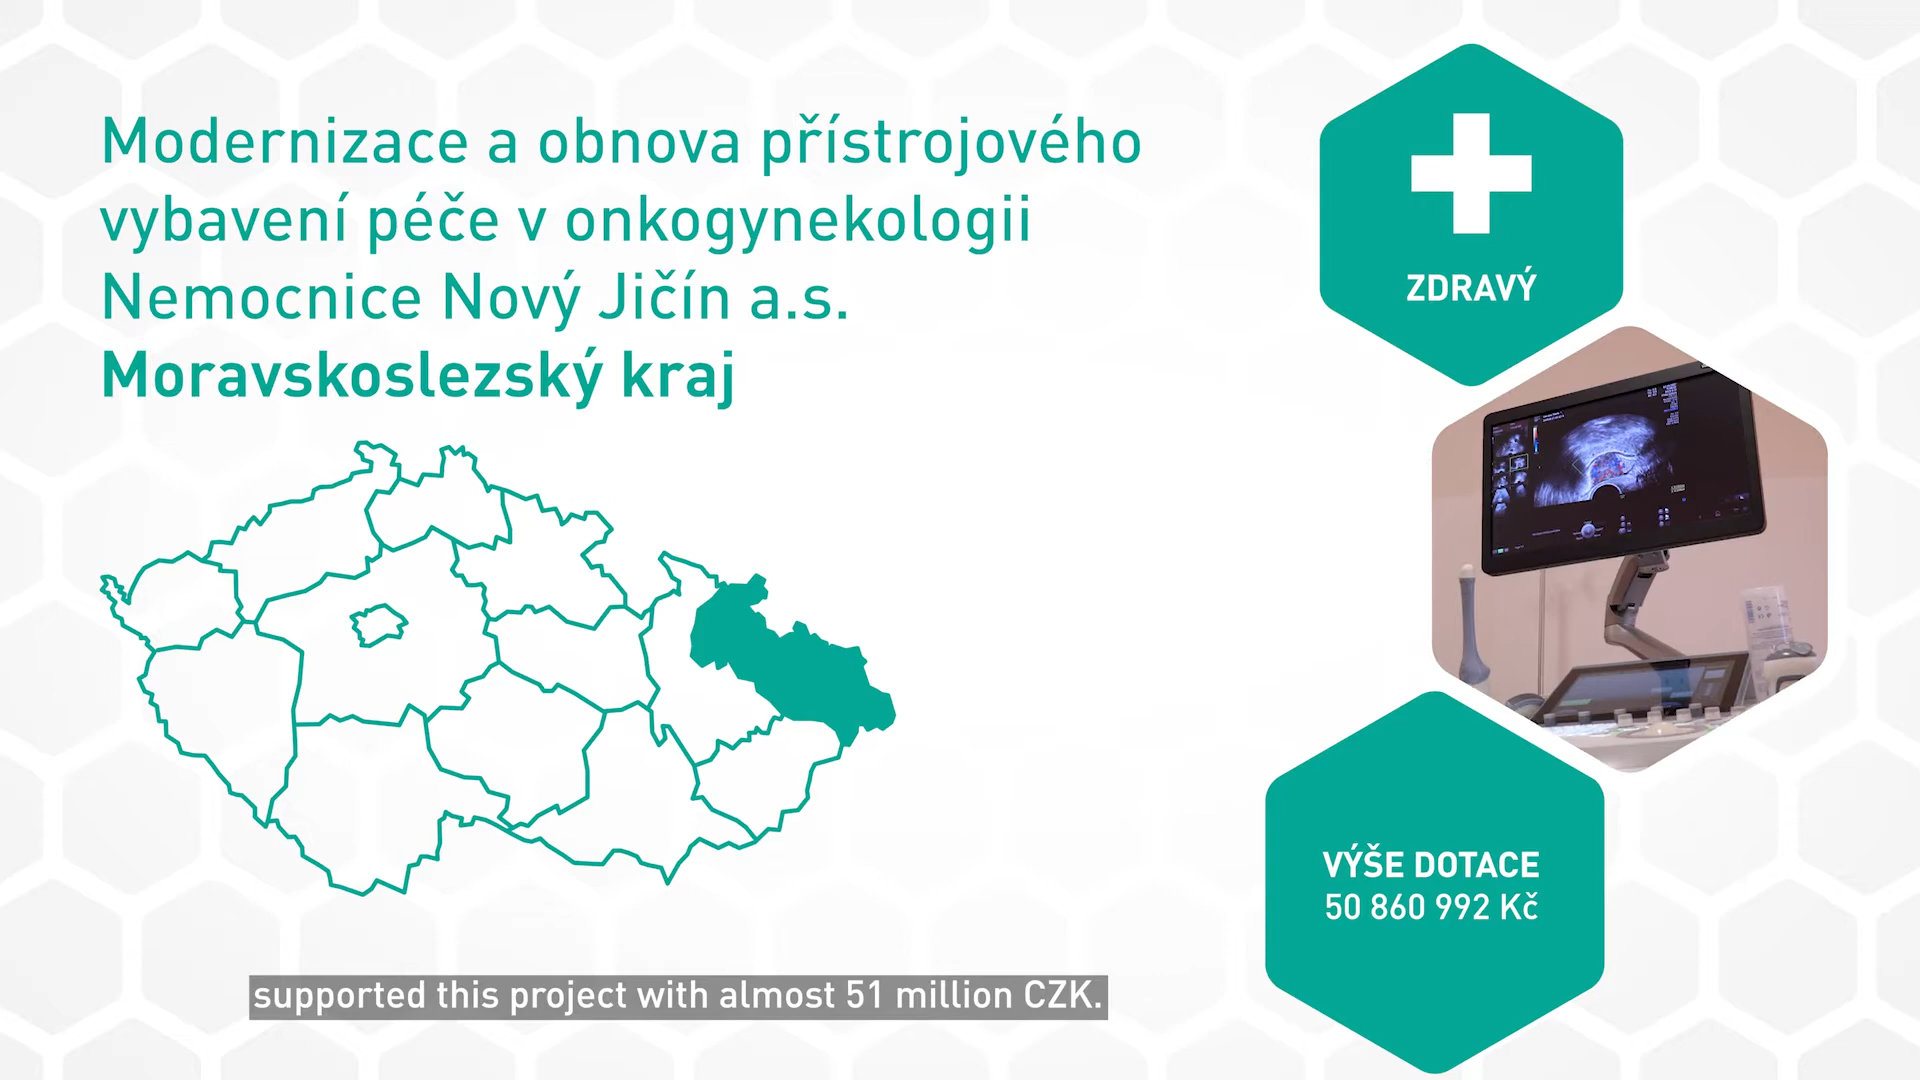 Modernizace a obnova přístrojového
vybavení péče v onkogynekologii
Nemocnice Nový Jičín a.s.
Moravskoslezský kraj
ZDRAVÝ
VÝŠE DOTACE
50 860 992 Kč
supported this project with almost 51 million CZK.